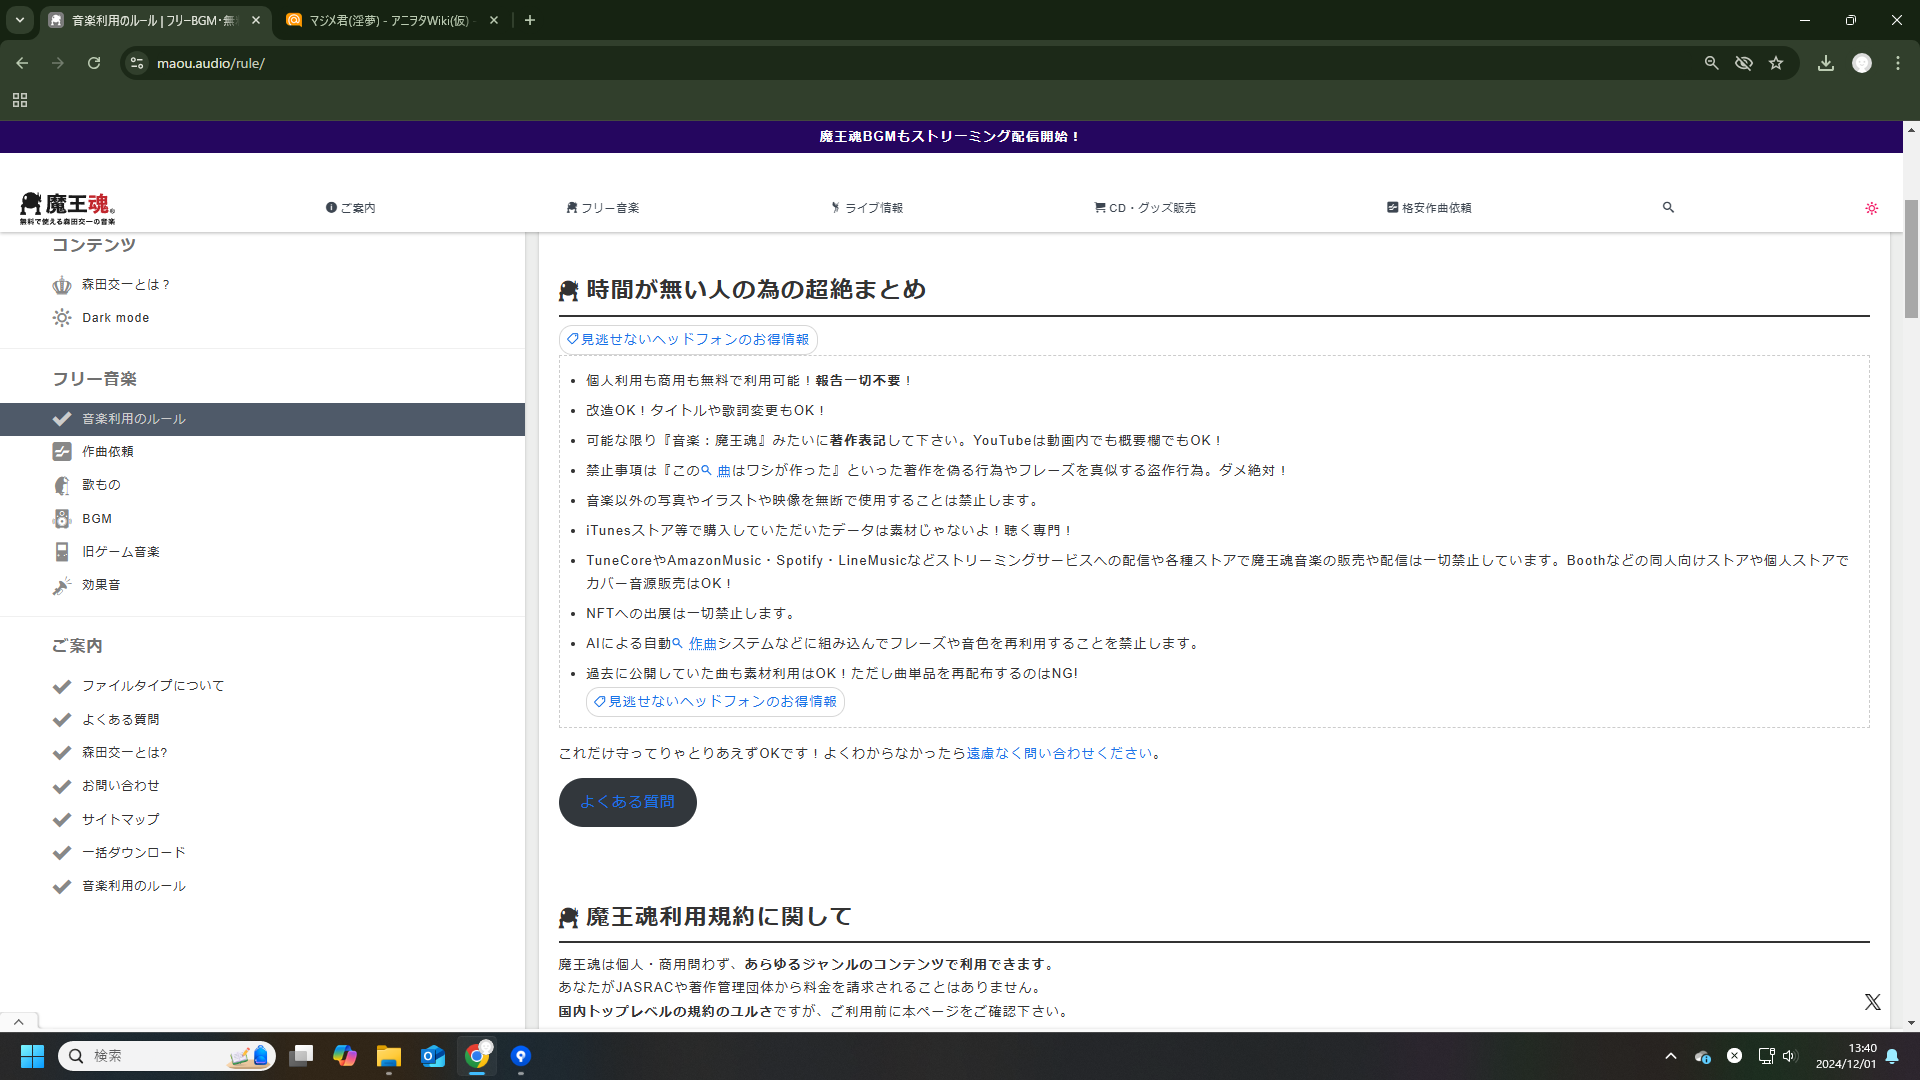 音楽利用のルール | フリーBGM・無
マジメ君(淫夢) - アニヲタWiki(仮) -
maou.audio/rule/
魔王魂BGMもストリーミング配信開始！
魔王魂
無料で使える森田交一の音楽
ご案内
フリー音楽
ライブ情報
CD・グッズ販売
格安作曲依頼
コンテンツ
森田交一とは？
Dark mode
フリー音楽
音楽利用のルール
作曲依頼
歌もの
BGM
旧ゲーム音楽
効果音
ご案内
ファイルタイプについて
よくある質問
森田交一とは?
お問い合わせ
サイトマップ
一括ダウンロード
音楽利用のルール
時間が無い人の為の超絶まとめ
見逃せないヘッドフォンのお得情報
個人利用も商用も無料で利用可能！報告一切不要！
改造OK！タイトルや歌詞変更もOK！
可能な限り『音楽：魔王魂』みたいに著作表記して下さい。YouTubeは動画内でも概要欄でもOK！
禁止事項は『この曲はワシが作った』といった著作を偽る行為やフレーズを真似する盗作行為。ダメ絶対！
音楽以外の写真やイラストや映像を無断で使用することは禁止します。
iTunesストア等で購入していただいたデータは素材じゃないよ！聴く専門！
TuneCoreやAmazonMusic・Spotify・LineMusicなどストリーミングサービスへの配信や各種ストアで魔王魂音楽の販売や配信は一切禁止しています。Boothなどの同人向けストアや個人ストアで
カバー音源販売はOK！
NFTへの出展は一切禁止します。
AIによる自動作曲システムなどに組み込んでフレーズや音色を再利用することを禁止します。
過去に公開していた曲も素材利用はOK！ただし曲単品を再配布するのはNG!
見逃せないヘッドフォンのお得情報
これだけ守ってりゃとりあえずOKです！よくわからなかったら遠慮なく問い合わせください。
よくある質問
魔王魂利用規約に関して
魔王魂は個人・商用問わず、あらゆるジャンルのコンテンツで利用できます。
あなたがJASRACや著作管理団体から料金を請求されることはありません。
国内トップレベルの規約のユルさですが、ご利用前に本ページをご確認下さい。
検索
13:40
2024/12/01